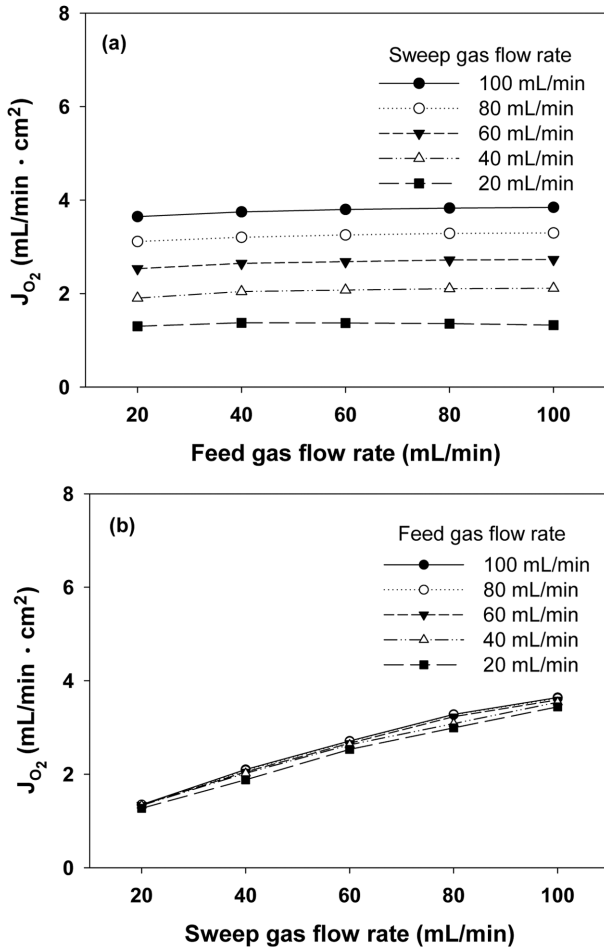 8
(a)
Sweep gas flow rate
100 mL/min
80 mL/min
60 mL/min
40 mL/min
20 mL/min
6
4
2
0
J_{O_2} (mL/min · cm²)
20 40 60 80 100
Feed gas flow rate (mL/min)
8
(b)
Feed gas flow rate
100 mL/min
80 mL/min
60 mL/min
40 mL/min
20 mL/min
6
4
2
0
J_{O_2} (mL/min · cm²)
20 40 60 80 100
Sweep gas flow rate (mL/min)